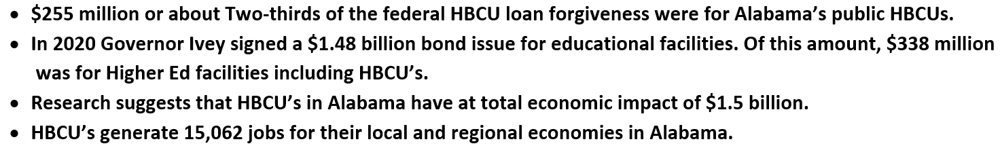 • $255 million or about Two-thirds of the federal HBCU loan forgiveness were for Alabama’s public HBCUs.
• In 2020 Governor Ivey signed a $1.48 billion bond issue for educational facilities. Of this amount, $338 million
was for Higher Ed facilities including HBCU’s.
• Research suggests that HBCU’s in Alabama have at total economic impact of $1.5 billion.
• HBCU’s generate 15,062 jobs for their local and regional economies in Alabama.